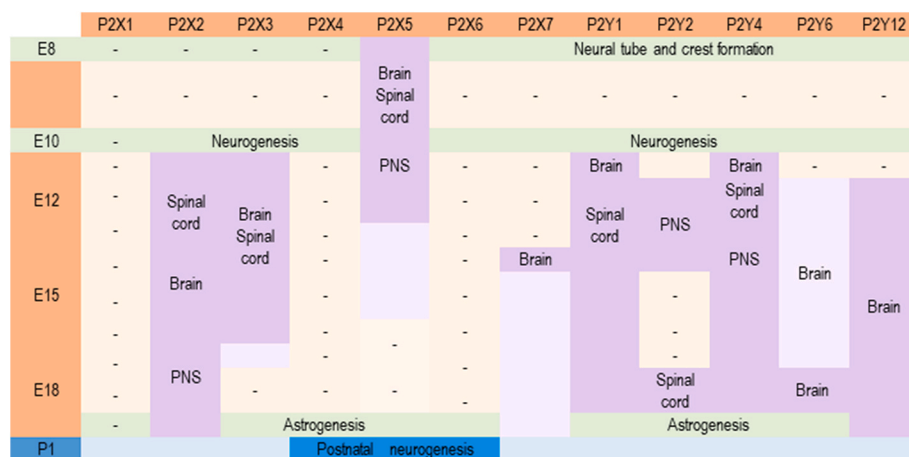 P2X1 P2X2 P2X3 P2X4 P2X5 P2X6 P2X7 P2Y1 P2Y2 P2Y4 P2Y6 P2Y12
E8 - - - - Neural tube and crest formation
Brain
- - - - Spinal - - - - - - -
cord
E10 - Neurogenesis Neurogenesis
- - PNS - - Brain - Brain - -
E12 - Spinal - - - Spinal
cord Brain Spinal PNS cord
- Spinal - - - cord
- cord - - Brain PNS Brain
E15 - Brain - - - Brain
- - - - -
- - - -
E18 PNS - - - Spinal Brain
- - - cord
- Astrogenesis Astrogenesis
P1 Postnatal neurogenesis